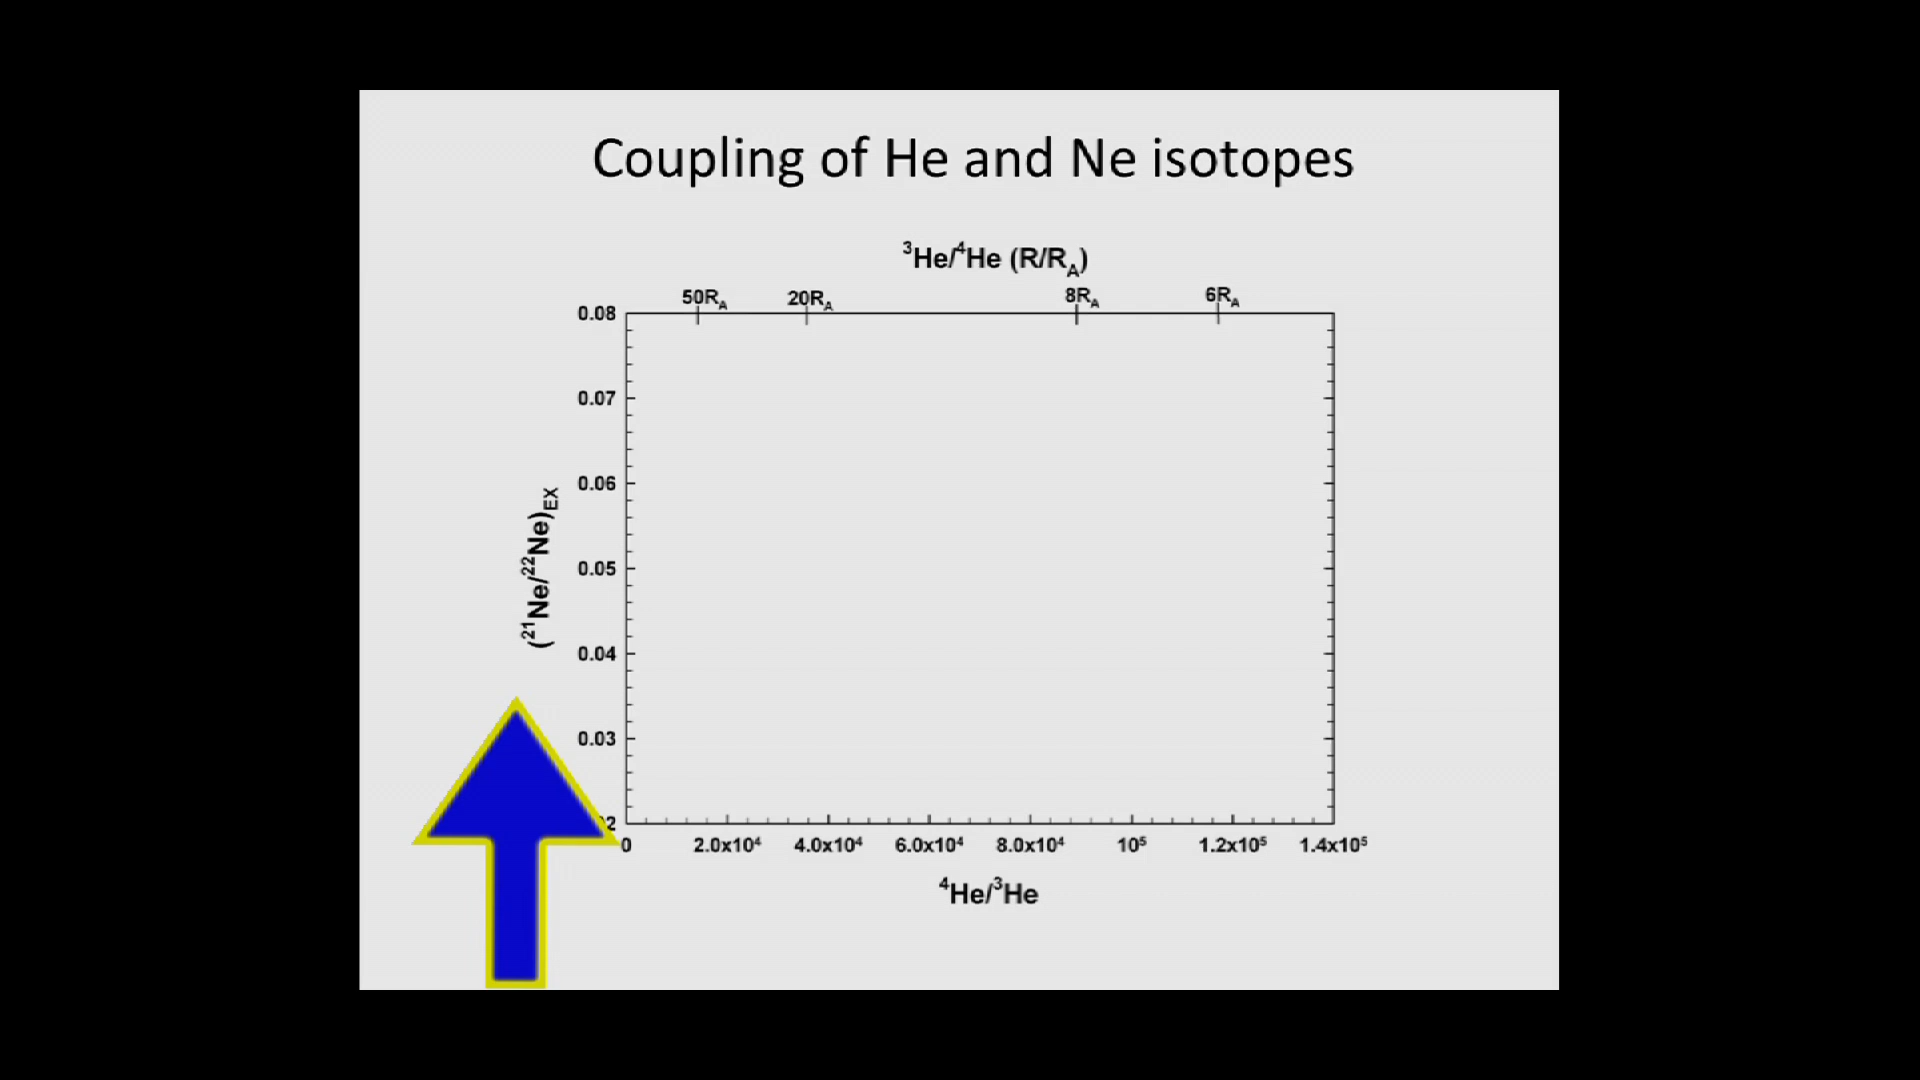 Coupling of He and Ne isotopes
³He/⁴He (R/R_A)
50R_A 20R_A 8R_A 6R_A
0.08
0.07
0.06
(²¹Ne/²²Ne)_EX
0.05
0.04
0.03
2
0 2.0x10⁴ 4.0x10⁴ 6.0x10⁴ 8.0x10⁴ 10⁵ 1.2x10⁵ 1.4x10⁵
⁴He/³He